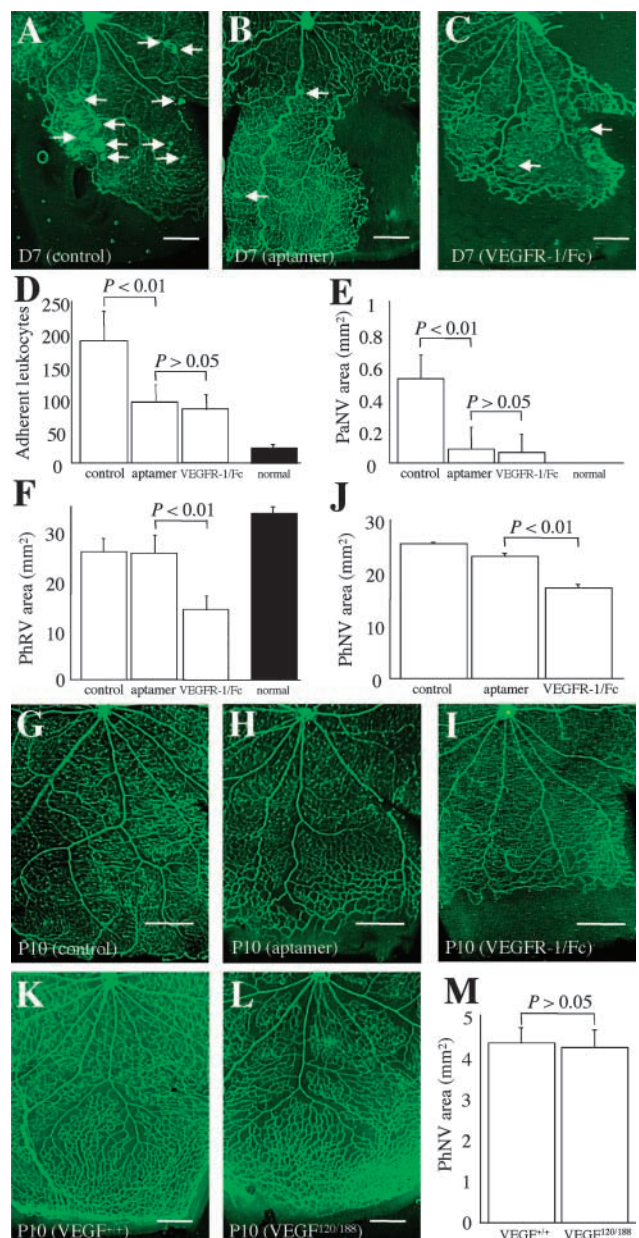 A
B
C
D7 (control)
D7 (aptamer)
D7 (VEGFR-1/Fc)
D
P < 0.01
P > 0.05
Adherent leukocytes
250
200
150
100
50
0
control aptamer VEGFR-1/Fc normal
E
P < 0.01
P > 0.05
PaNV area (mm²)
1
0.8
0.6
0.4
0.2
0
control aptamer VEGFR-1/Fc normal
F
P < 0.01
PhRV area (mm²)
30
20
10
0
control aptamer VEGFR-1/Fc normal
J
P < 0.01
PhNV area (mm²)
30
20
10
0
control aptamer VEGFR-1/Fc
G
H
I
P10 (control)
P10 (aptamer)
P10 (VEGFR-1/Fc)
K
L
P10 (VEGF⁺/⁺)
P10 (VEGF¹²⁰/¹⁸⁸)
M
P > 0.05
PhNV area (mm²)
5
4
3
2
1
0
VEGF⁺/⁺ VEGF¹²⁰/¹⁸⁸